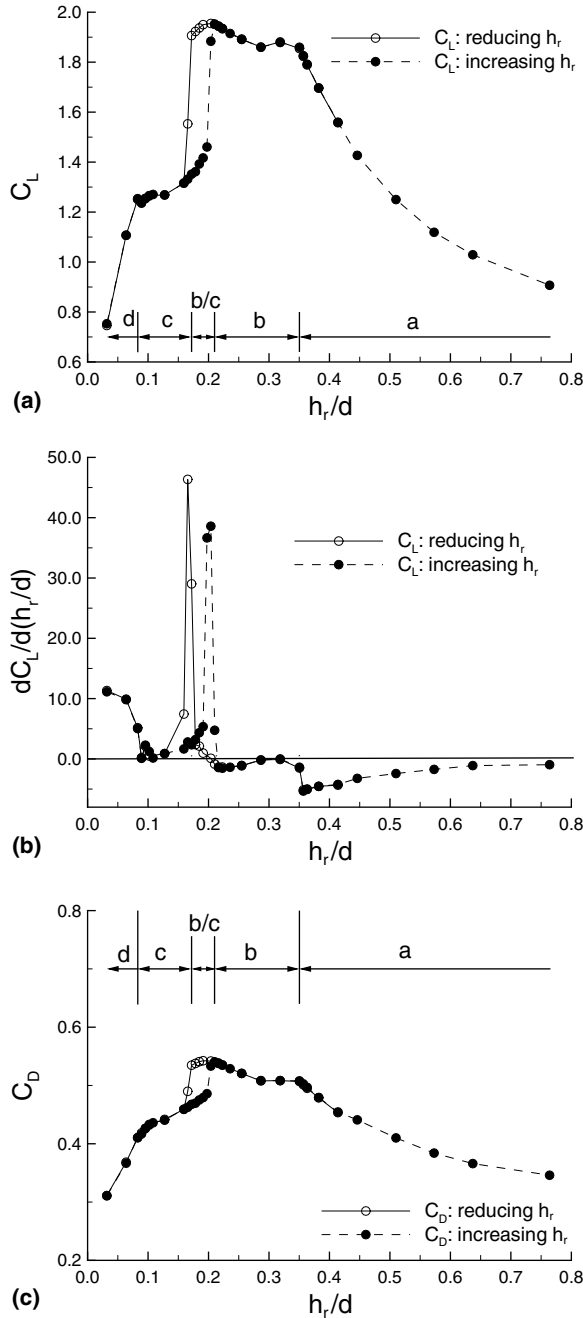 2.0
1.8
1.6
1.4
1.2
1.0
0.8
0.6
C_L
C_L: reducing h_r
C_L: increasing h_r
d c b/c b a
0.0 0.1 0.2 0.3 0.4 0.5 0.6 0.7 0.8
(a) h_r/d
50.0
40.0
30.0
20.0
10.0
0.0
dC_L/d(h_r/d)
C_L: reducing h_r
C_L: increasing h_r
0.0 0.1 0.2 0.3 0.4 0.5 0.6 0.7 0.8
(b) h_r/d
0.8
0.6
0.4
0.2
C_D
d c b/c b a
C_D: reducing h_r
C_D: increasing h_r
0.0 0.1 0.2 0.3 0.4 0.5 0.6 0.7 0.8
(c) h_r/d